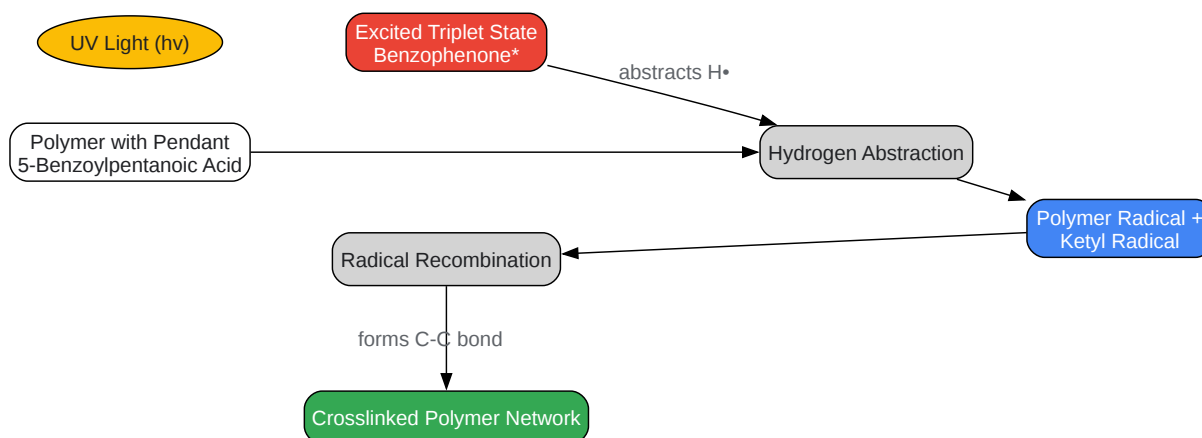 UV Light (hv)
Excited Triplet State
Benzophenone*
abstracts H•
Polymer with Pendant
5-Benzoylpentanoic Acid
Hydrogen Abstraction
Polymer Radical +
Ketyl Radical
Radical Recombination
forms C-C bond
Crosslinked Polymer Network